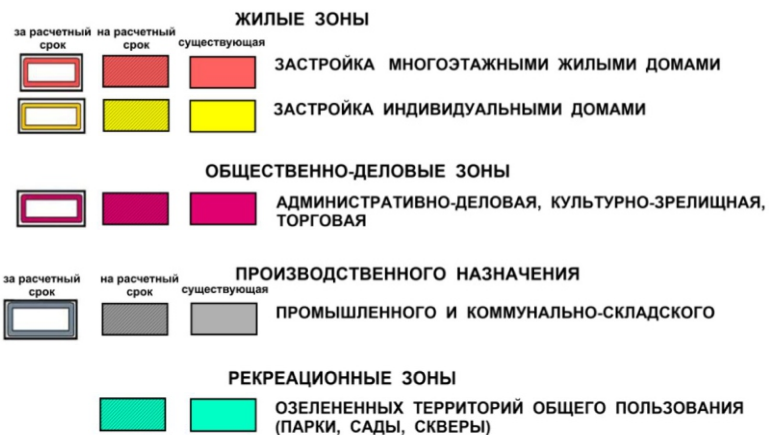 ЖИЛЫЕ ЗОНЫ
за расчетный срок
на расчетный срок
существующая
ЗАСТРОЙКА МНОГОЭТАЖНЫМИ ЖИЛЫМИ ДОМАМИ
ЗАСТРОЙКА ИНДИВИДУАЛЬНЫМИ ДОМАМИ
ОБЩЕСТВЕННО-ДЕЛОВЫЕ ЗОНЫ
АДМИНИСТРАТИВНО-ДЕЛОВАЯ, КУЛЬТУРНО-ЗРЕЛИЩНАЯ,
ТОРГОВАЯ
ПРОИЗВОДСТВЕННОГО НАЗНАЧЕНИЯ
за расчетный срок
на расчетный срок
существующая
ПРОМЫШЛЕННОГО И КОММУНАЛЬНО-СКЛАДСКОГО
РЕКРЕАЦИОННЫЕ ЗОНЫ
ОЗЕЛЕНЕННЫХ ТЕРРИТОРИЙ ОБЩЕГО ПОЛЬЗОВАНИЯ
(ПАРКИ, САДЫ, СКВЕРЫ)